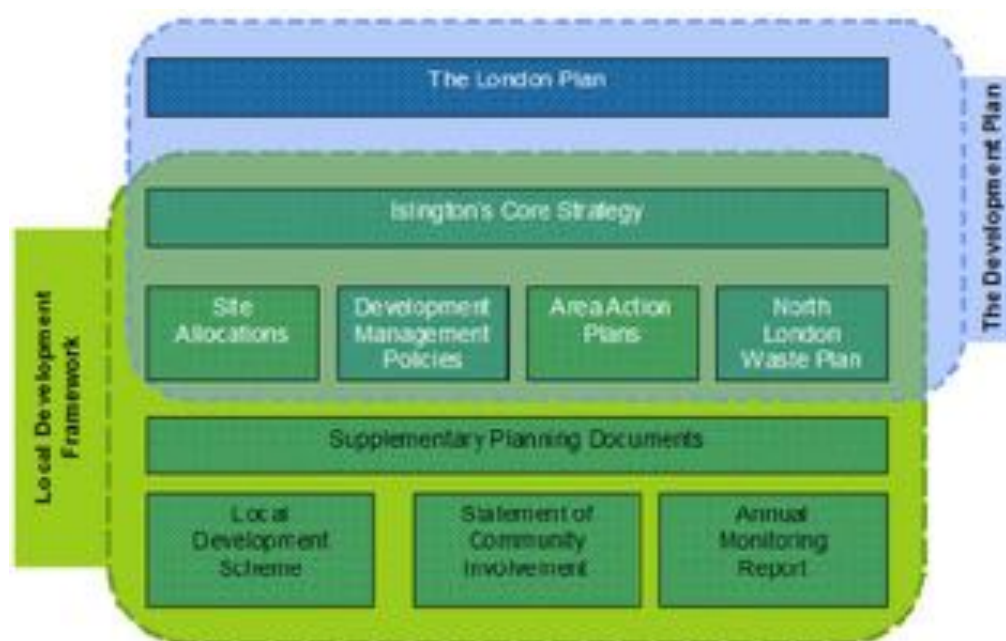 The London Plan
The Development Plan
Islington's Core Strategy
Site
Allocations
Development
Management
Policies
Area Action
Plans
North
London
Waste Plan
Local Development
Framework
Supplementary Planning Documents
Local
Development
Scheme
Statement of
Community
Involvement
Annual
Monitoring
Report